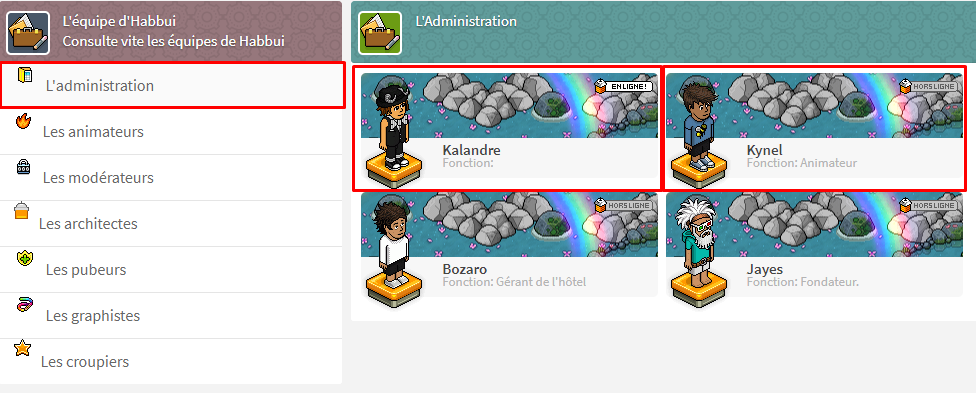 L'équipe d'Habbui
Consulte vite les équipes de Habbui
L'administration
Les animateurs
Les modérateurs
Les architectes
Les pubeurs
Les graphistes
Les croupiers
L'Administration
EN LIGNE!
Kalandre
Fonction:
HORS LIGNE
Kynel
Fonction: Animateur
HORS LIGNE
Bozaro
Fonction: Gérant de l'hôtel
HORS LIGNE
Jayes
Fonction: Fondateur.